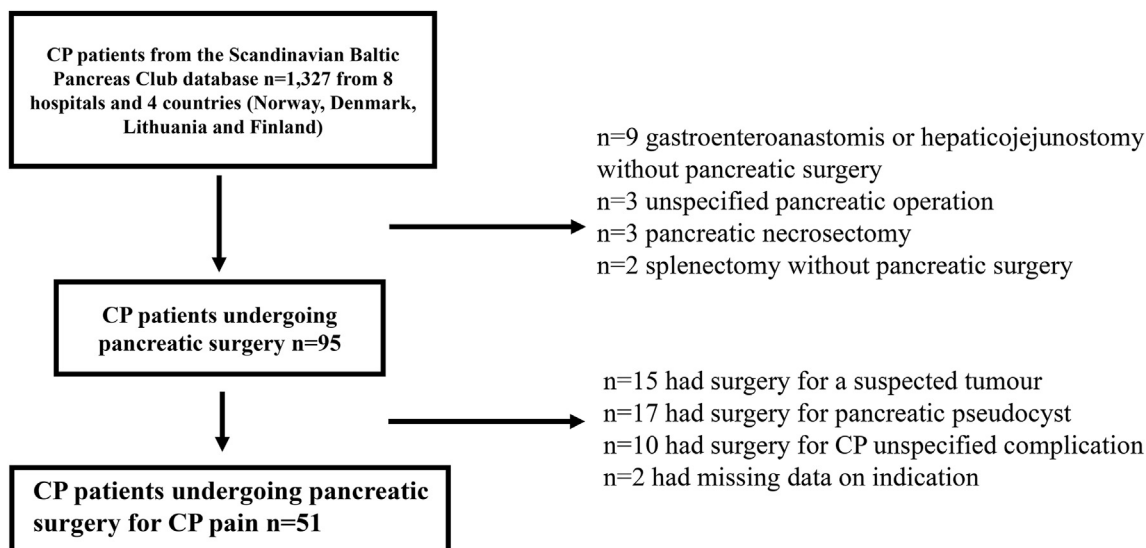 CP patients from the Scandinavian Baltic
Pancreas Club database n=1,327 from 8
hospitals and 4 countries (Norway, Denmark,
Lithuania and Finland)
n=9 gastroenteroanastomis or hepaticojejunostomy
without pancreatic surgery
n=3 unspecified pancreatic operation
n=3 pancreatic necrosectomy
n=2 splenectomy without pancreatic surgery
CP patients undergoing
pancreatic surgery n=95
n=15 had surgery for a suspected tumour
n=17 had surgery for pancreatic pseudocyst
n=10 had surgery for CP unspecified complication
n=2 had missing data on indication
CP patients undergoing pancreatic
surgery for CP pain n=51